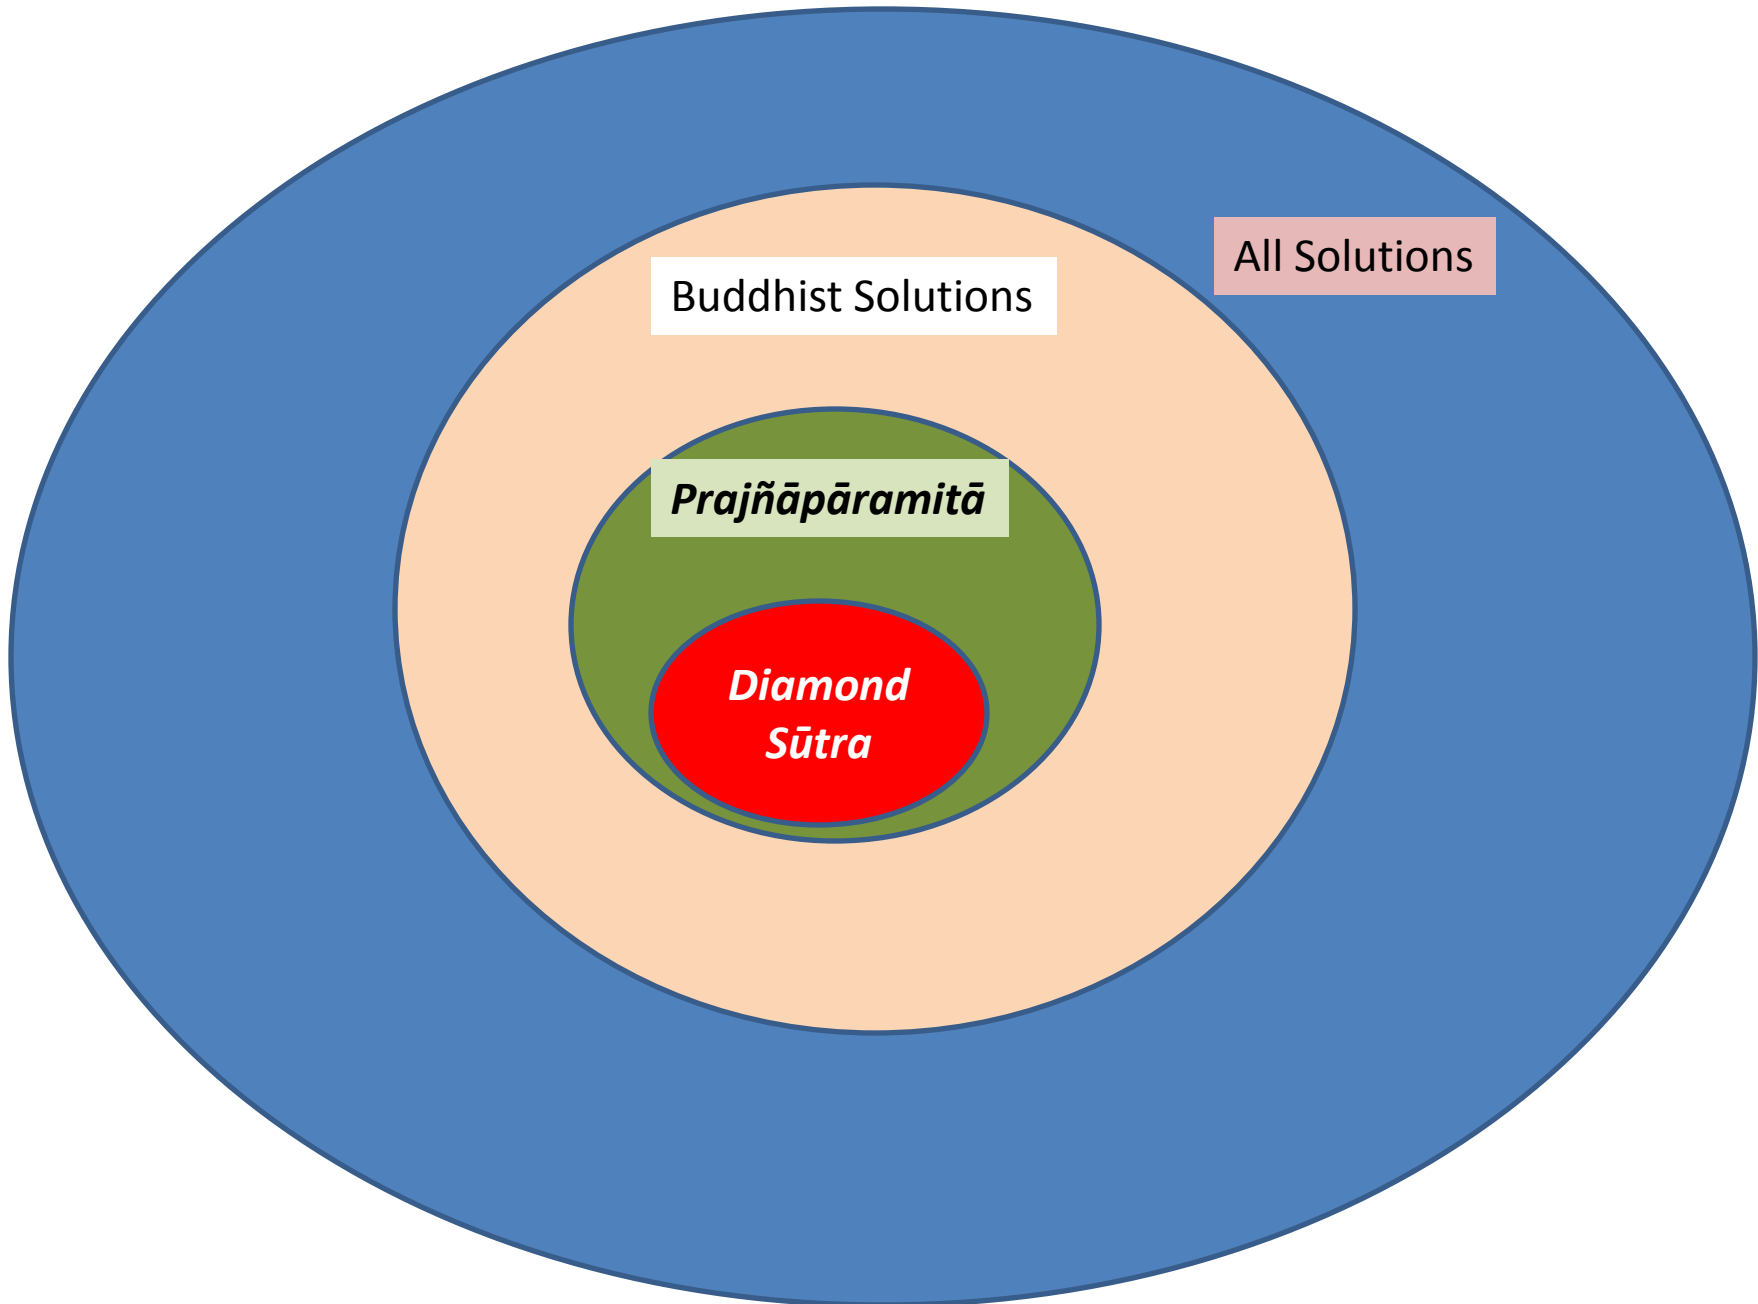 All Solutions
Buddhist Solutions
Prajñāpāramitā
Diamond
Sūtra